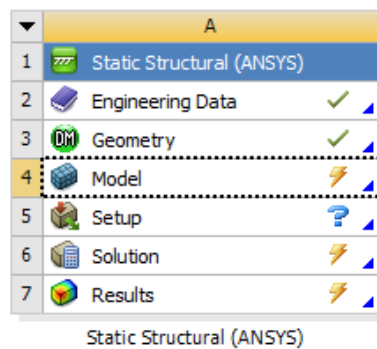 A
1 Static Structural (ANSYS)
2 Engineering Data
3 DM Geometry
4 Model
5 Setup ?
6 Solution
7 Results
Static Structural (ANSYS)